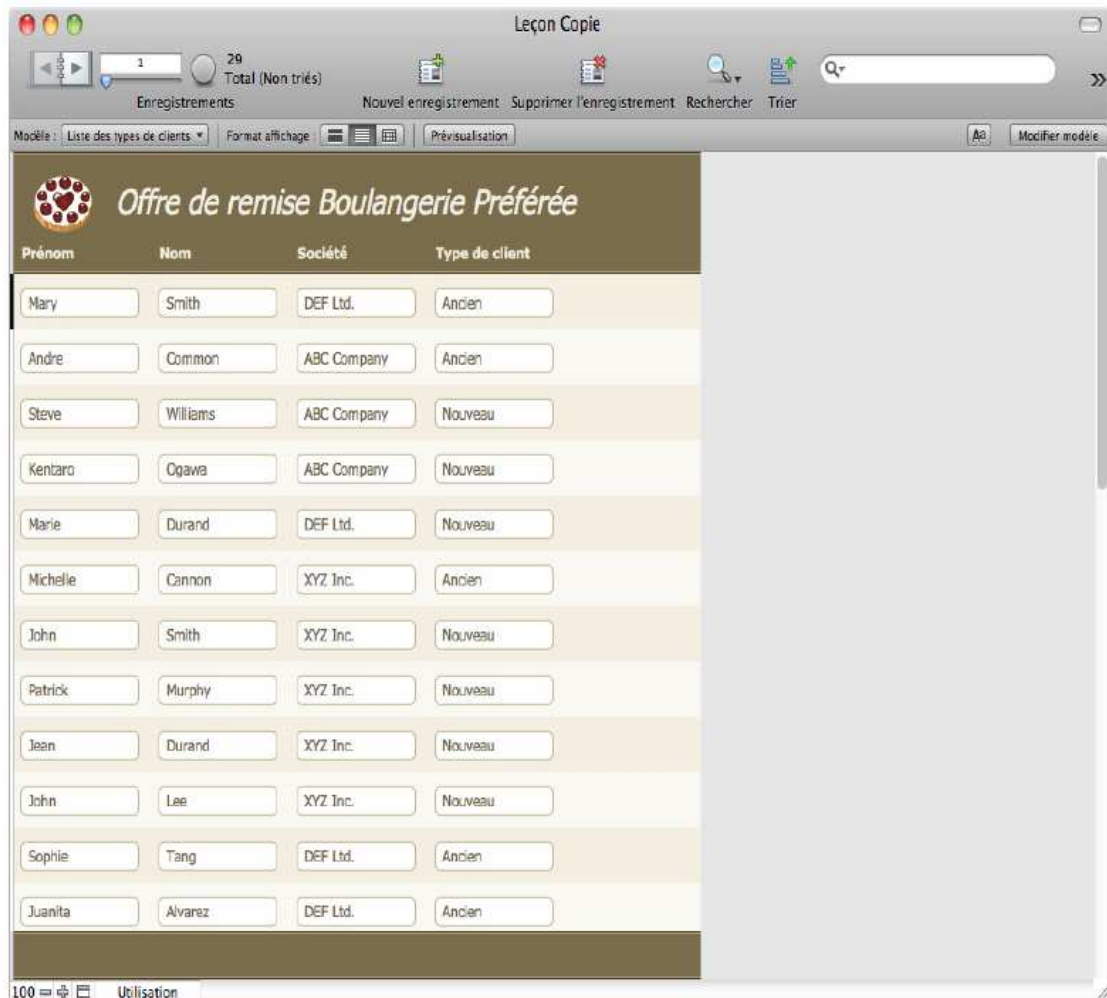 Leçon Copie
1
29
Total (Non triés)
Enregistrements
Nouvel enregistrement Supprimer l'enregistrement Rechercher Trier
Modèle : Liste des types de clients Format affichage : Prévisualisation Aa Modifier modèle
Offre de remise Boulangerie Préférée
Prénom Nom Société Type de client
Mary Smith DEF Ltd. Ancien
Andre Common ABC Company Ancien
Steve Williams ABC Company Nouveau
Kentaro Ogawa ABC Company Nouveau
Marie Durand DEF Ltd. Nouveau
Michelle Cannon XYZ Inc. Ancien
John Smith XYZ Inc. Nouveau
Patrick Murphy XYZ Inc. Nouveau
Jean Durand XYZ Inc. Nouveau
John Lee XYZ Inc. Nouveau
Sophie Tang DEF Ltd. Ancien
Juanita Alvarez DEF Ltd. Ancien
100 Utilisation